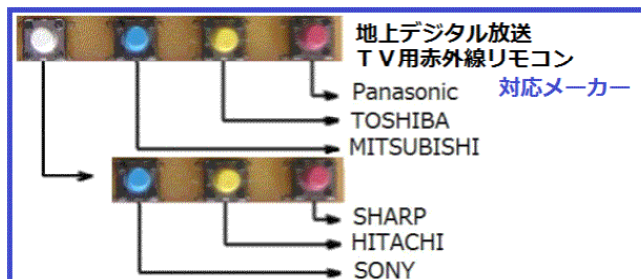 地上デジタル放送
ＴＶ用赤外線リモコン
Panasonic 対応メーカー
TOSHIBA
MITSUBISHI
SHARP
HITACHI
SONY